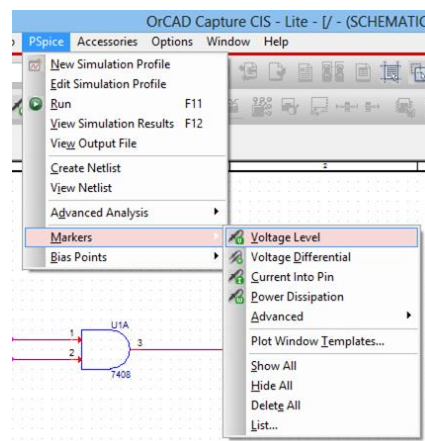 OrCAD Capture CIS - Lite - [/ - (SCHEMATIC
PSpice Accessories Options Window Help
New Simulation Profile
Edit Simulation Profile
Run F11
View Simulation Results F12
View Output File
Create Netlist
View Netlist
Advanced Analysis
Markers
Bias Points
Voltage Level
Voltage Differential
Current Into Pin
Power Dissipation
Advanced
Plot Window Templates...
Show All
Hide All
Delete All
List...
2
U1A
1
2
3
7408